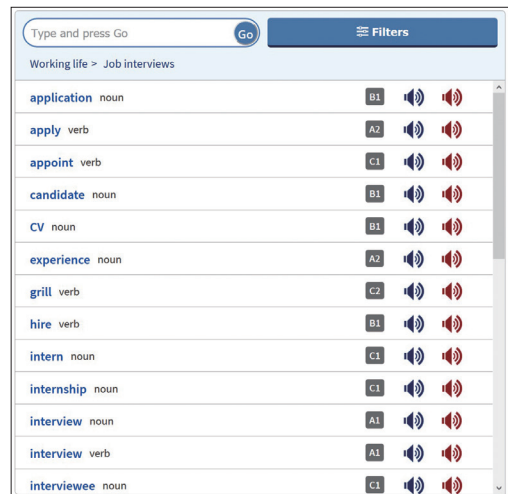 Type and press Go
Go
Filters
Working life > Job interviews
application noun B1
apply verb A2
appoint verb C1
candidate noun B1
CV noun B1
experience noun A2
grill verb C2
hire verb B1
intern noun C1
internship noun C1
interview noun A1
interview verb A1
interviewee noun C1